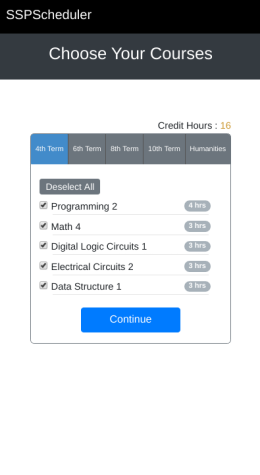 SSPScheduler
Choose Your Courses
Credit Hours : 16
4th Term 6th Term 8th Term 10th Term Humanities
Deselect All
Programming 2 4 hrs
Math 4 3 hrs
Digital Logic Circuits 1 3 hrs
Electrical Circuits 2 3 hrs
Data Structure 1 3 hrs
Continue